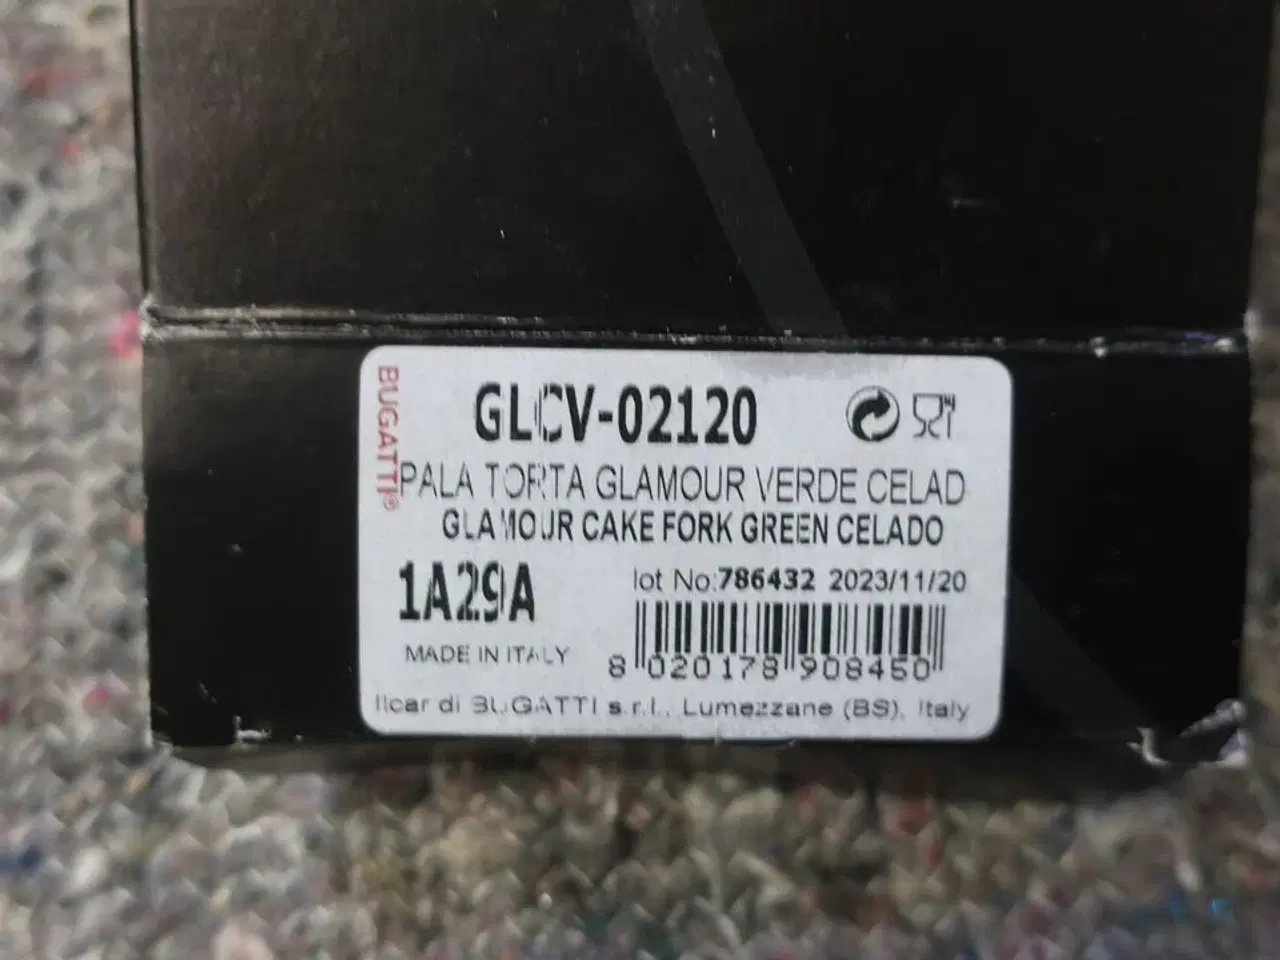 BUGATTI®
GLCV-02120
PALA TORTA GLAMOUR VERDE CELAD
GLAMOUR CAKE FORK GREEN CELADO
1A29A
lot No:786432 2023/11/20
MADE IN ITALY
8 020178 908450
Ilcar di BUGATTI s.r.l., Lumezzane (BS), Italy